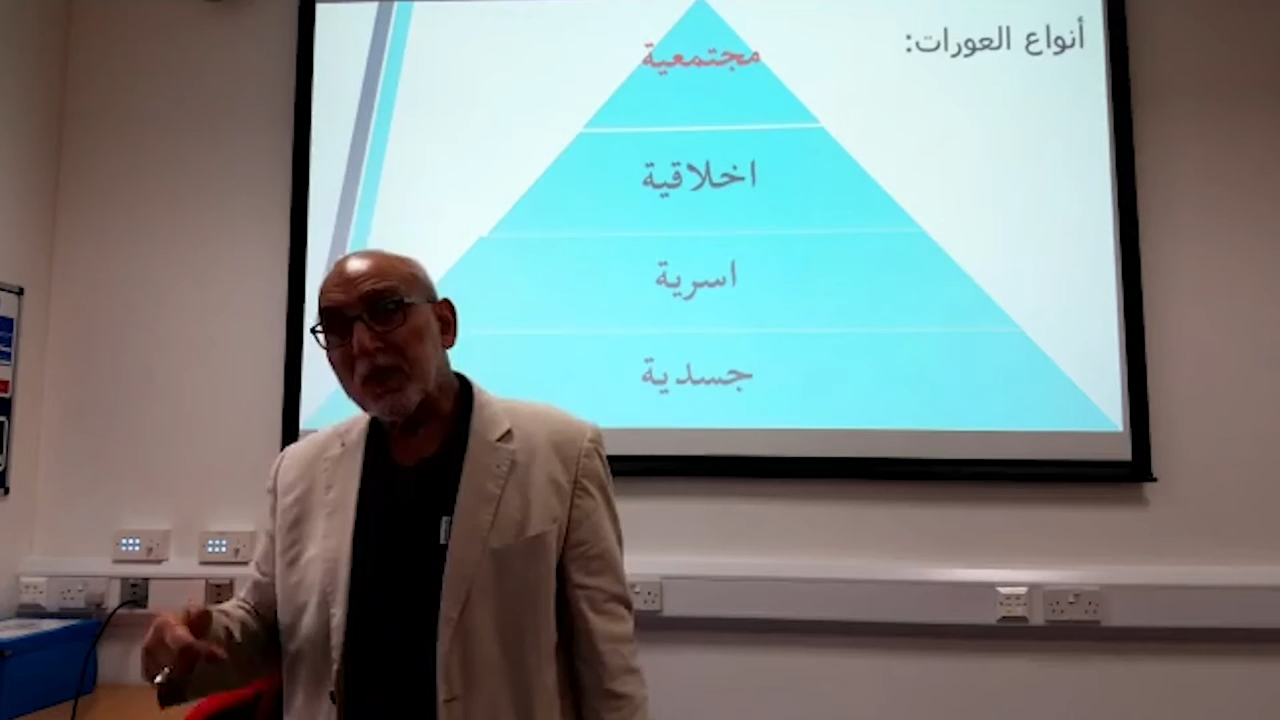 أنواع العورات:
مجتمعية
اخلاقية
اسرية
جسدية